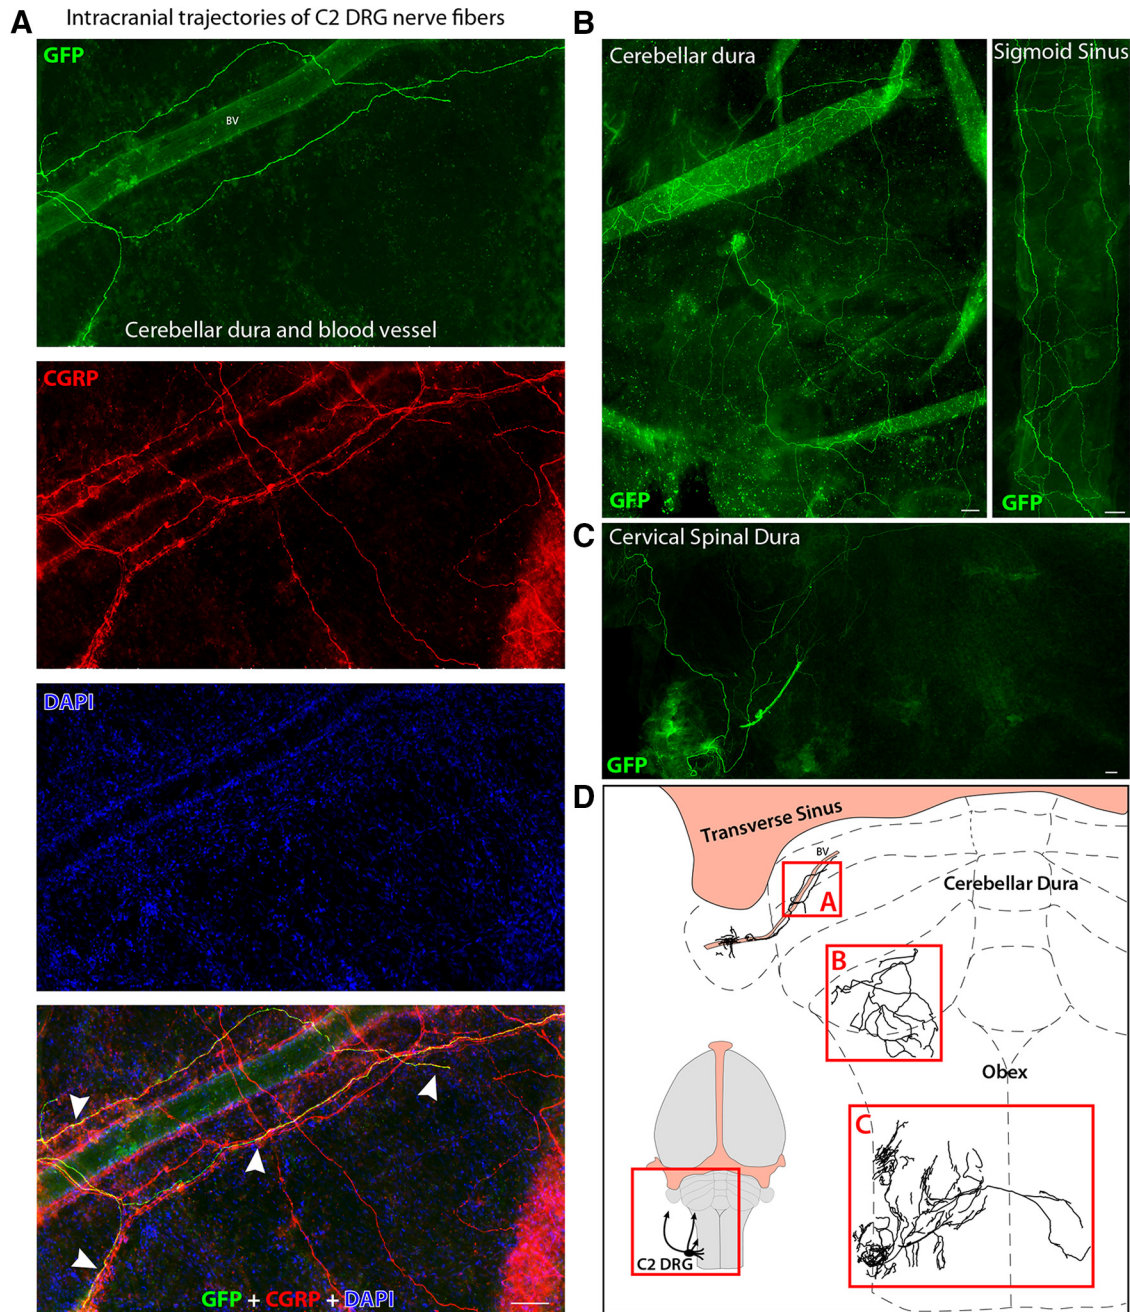 A
Intracranial trajectories of C2 DRG nerve fibers
GFP
BV
Cerebellar dura and blood vessel
CGRP
DAPI
GFP + CGRP + DAPI
B
Cerebellar dura
GFP
Sigmoid Sinus
GFP
C
Cervical Spinal Dura
GFP
D
Transverse Sinus
BV
A
Cerebellar Dura
B
Obex
C
C2 DRG